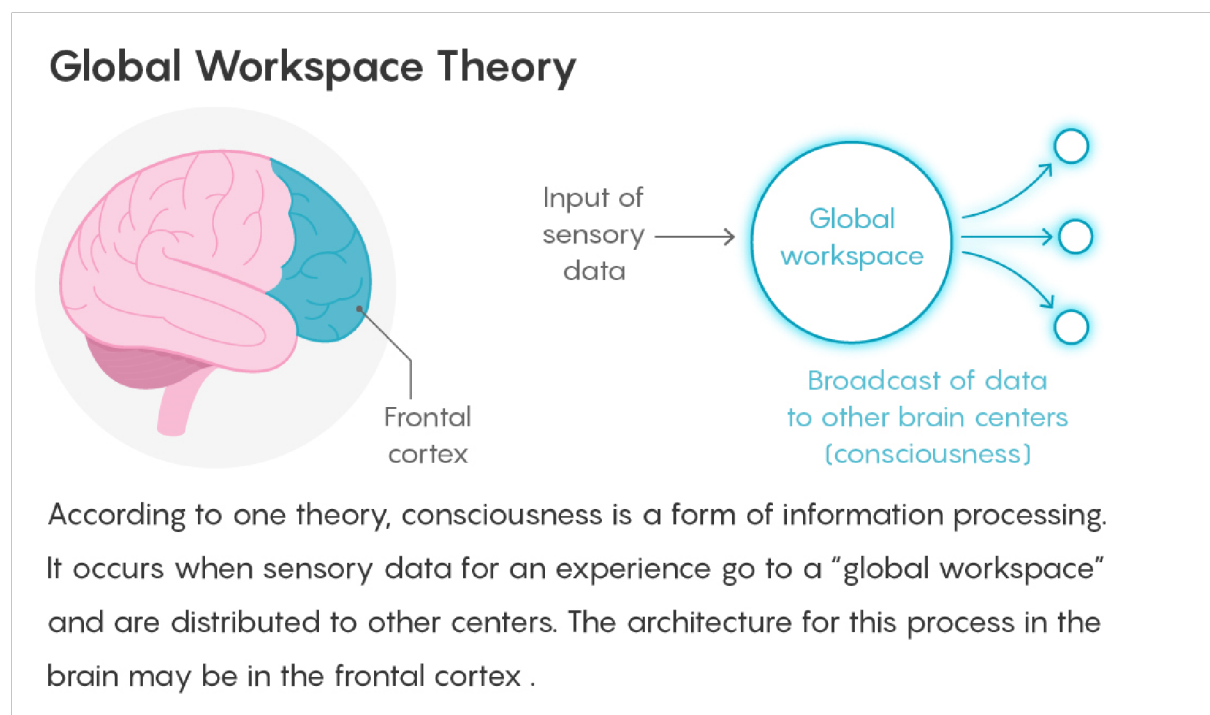 Global Workspace Theory
Input of
sensory
data
Global
workspace
Broadcast of data
to other brain centers
(consciousness)
Frontal
cortex
According to one theory, consciousness is a form of information processing.
It occurs when sensory data for an experience go to a “global workspace”
and are distributed to other centers. The architecture for this process in the
brain may be in the frontal cortex .